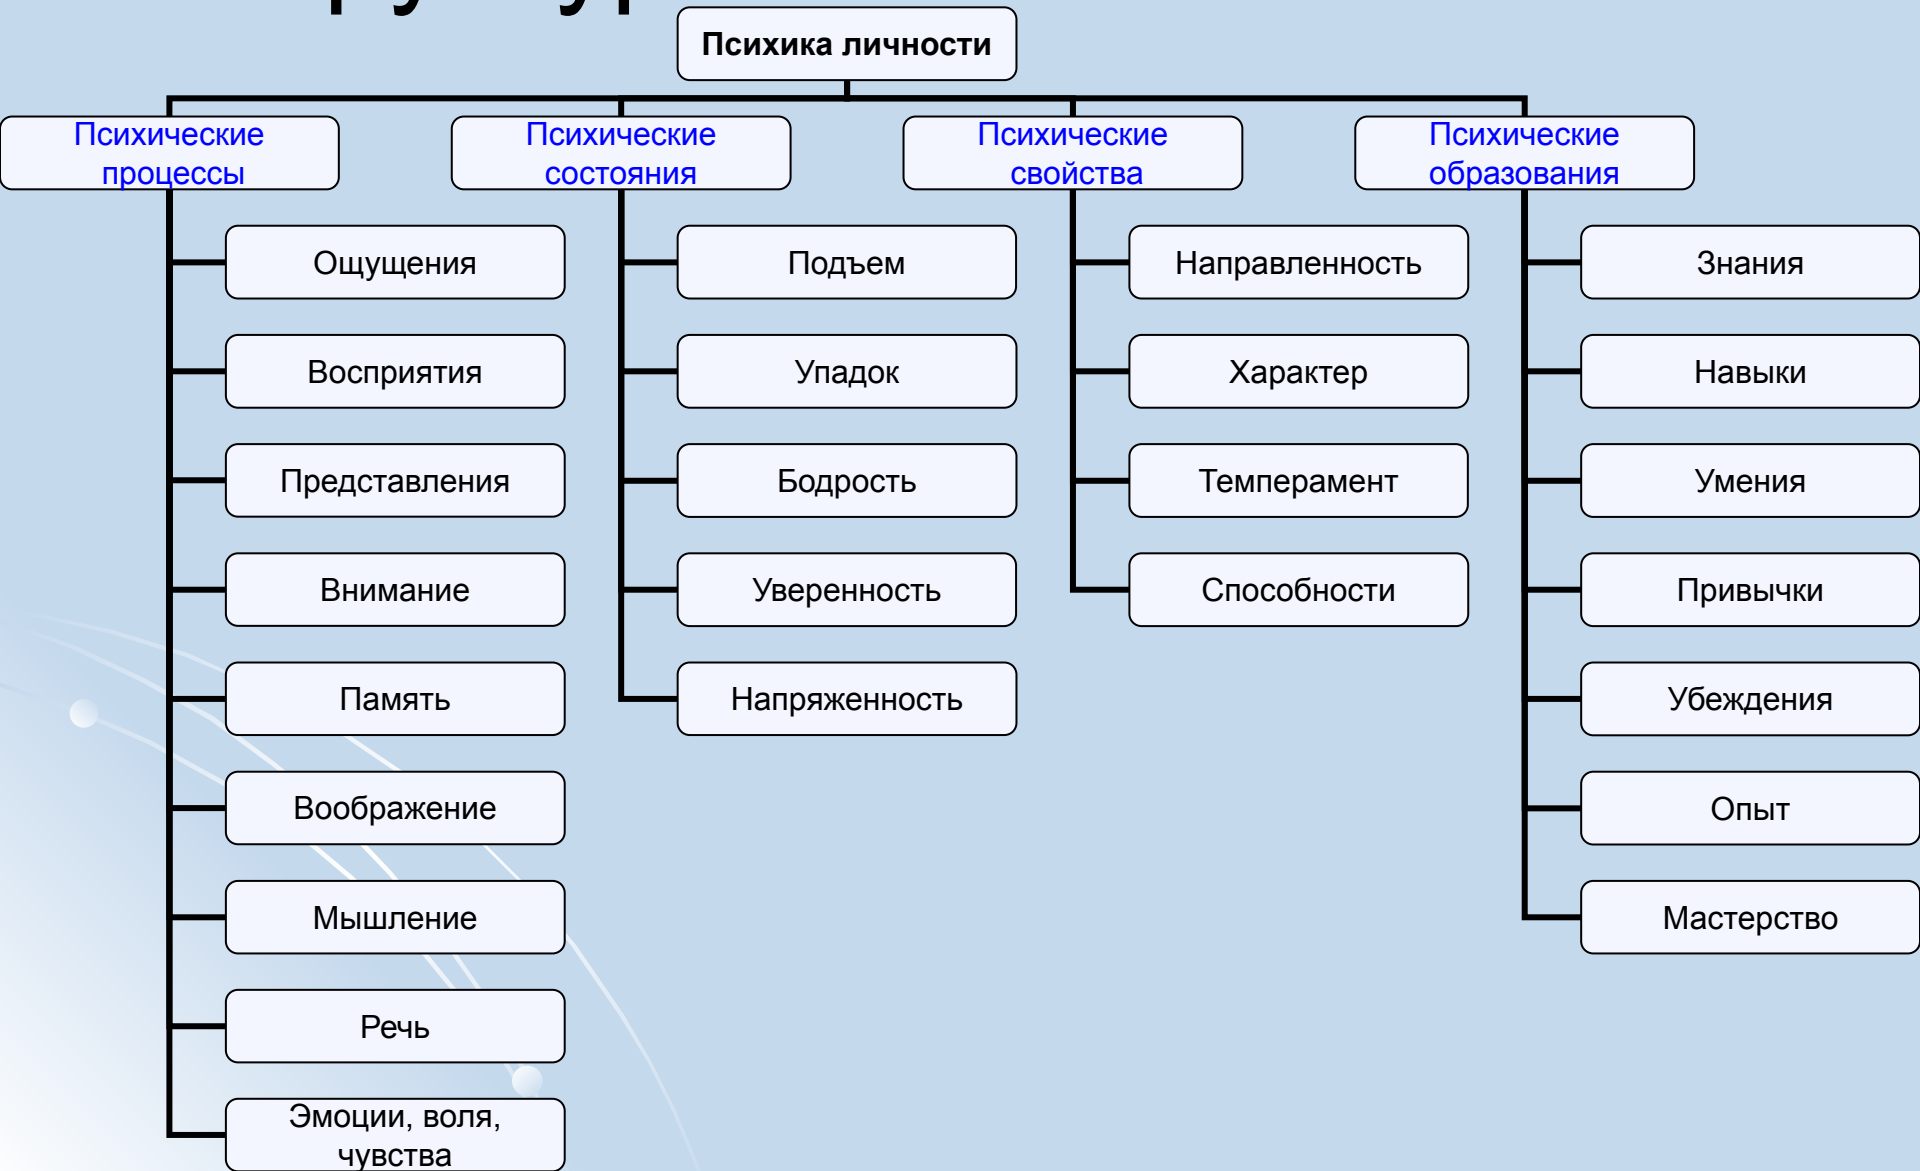 Психика личности
Психические
процессы
Ощущения
Восприятия
Представления
Внимание
Память
Воображение
Мышление
Речь
Эмоции, воля,
чувства
Психические
состояния
Подъем
Упадок
Бодрость
Уверенность
Напряженность
Психические
свойства
Направленность
Характер
Темперамент
Способности
Психические
образования
Знания
Навыки
Умения
Привычки
Убеждения
Опыт
Мастерство